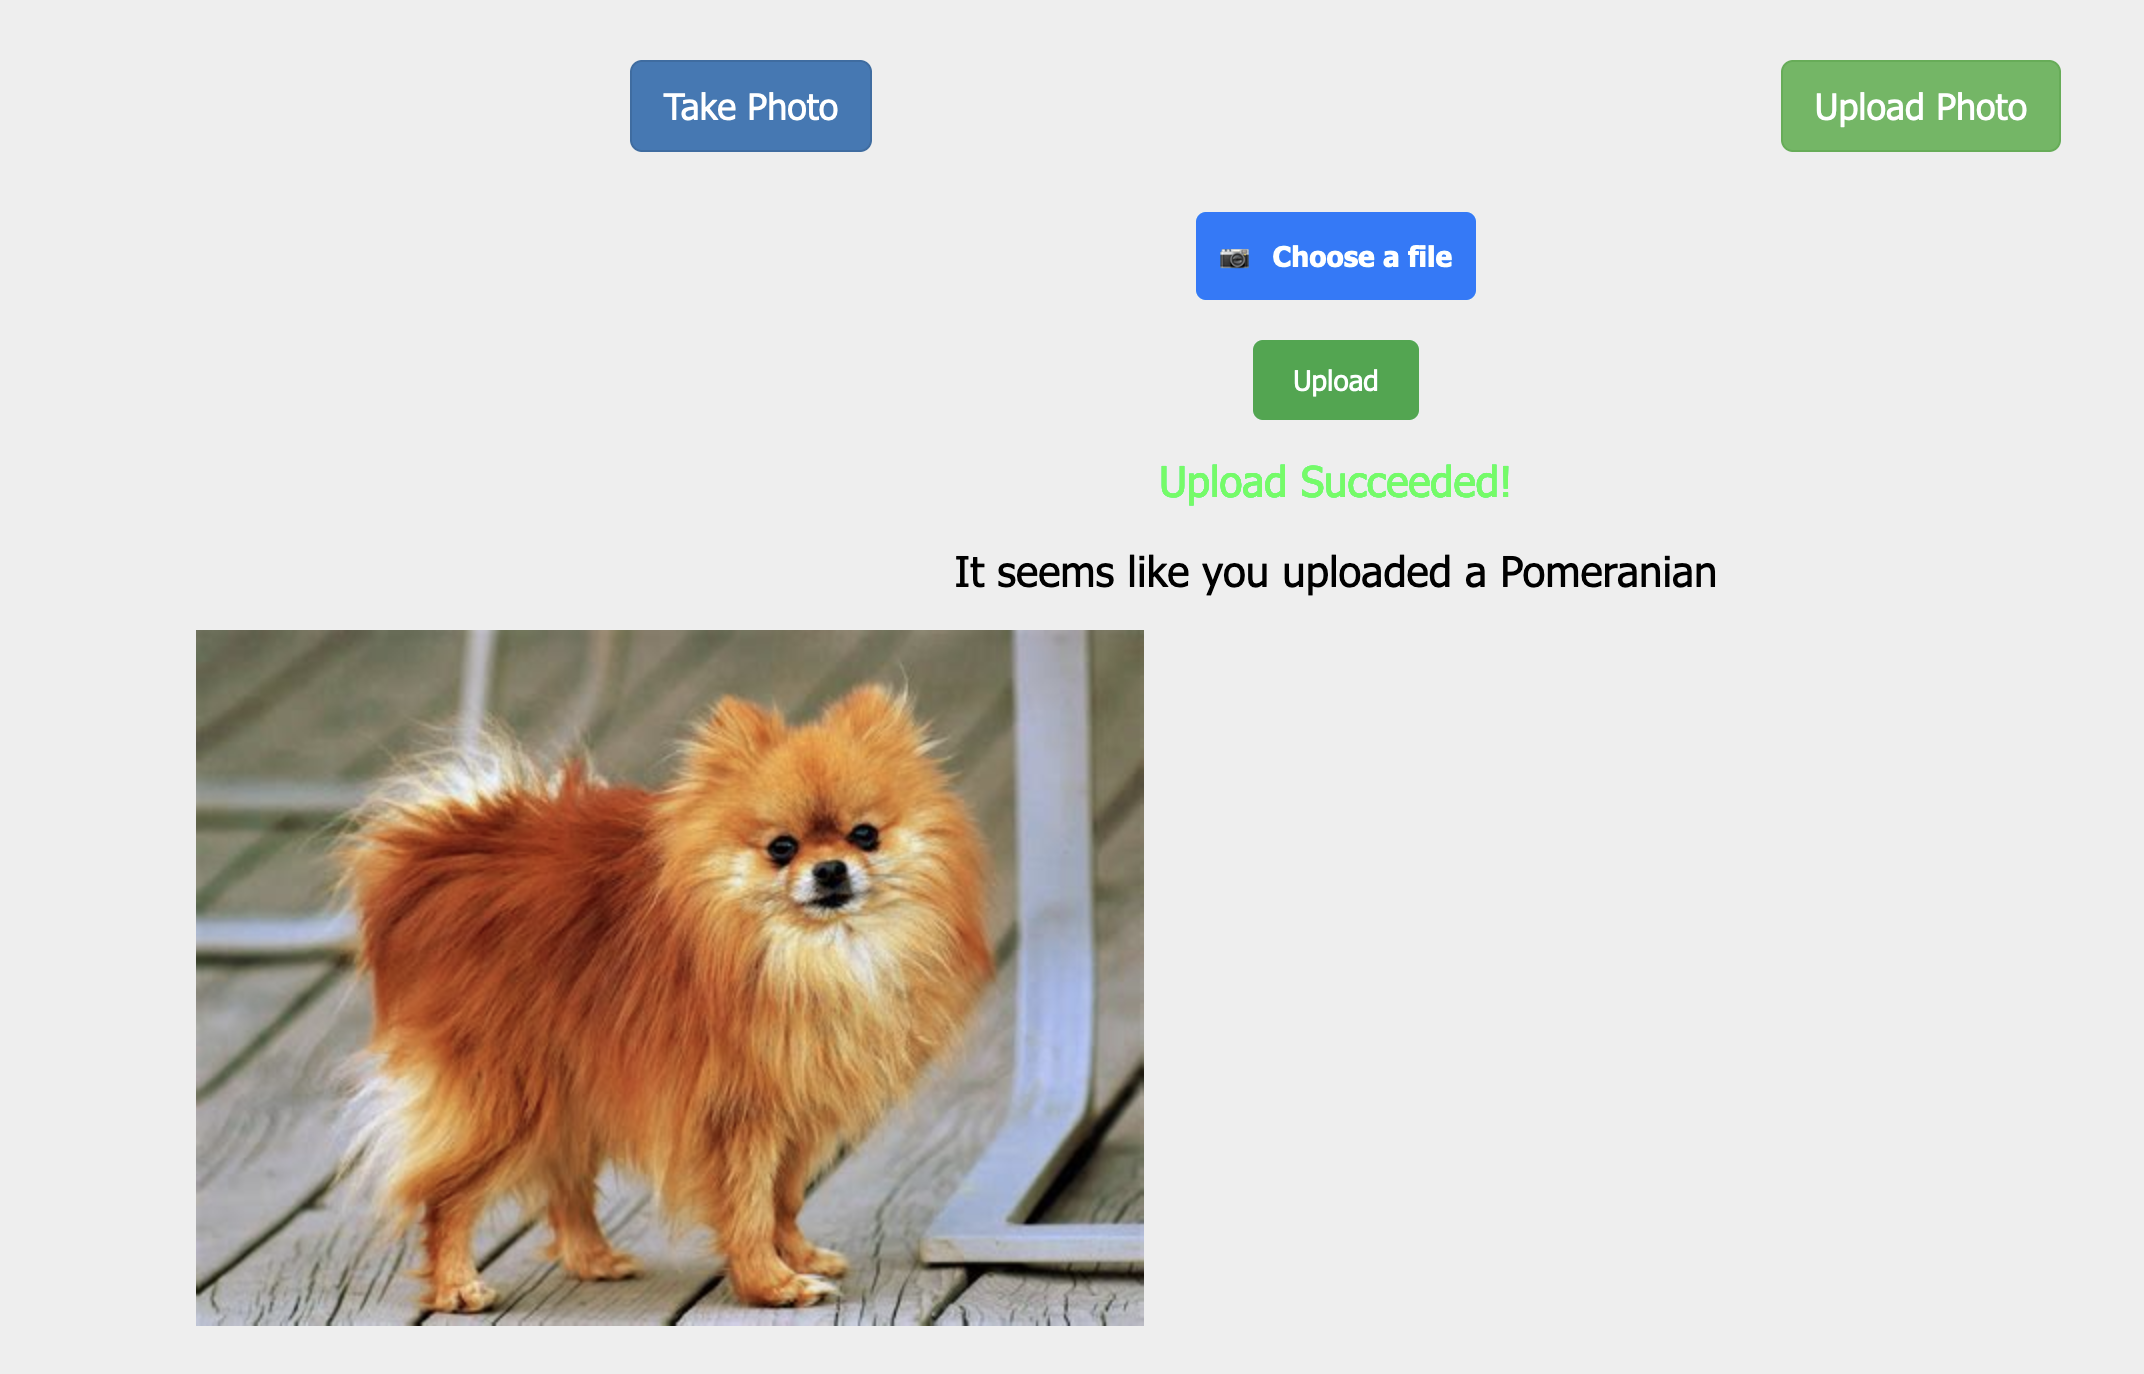 Take Photo
Upload Photo
Choose a file
Upload
Upload Succeeded!
It seems like you uploaded a Pomeranian